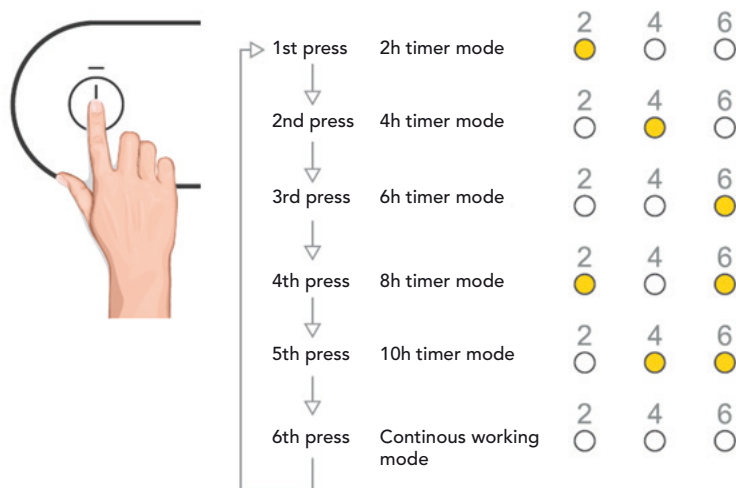 2 4 6
1st press 2h timer mode
2 4 6
2nd press 4h timer mode
2 4 6
3rd press 6h timer mode
2 4 6
4th press 8h timer mode
2 4 6
5th press 10h timer mode
2 4 6
6th press Continous working
mode